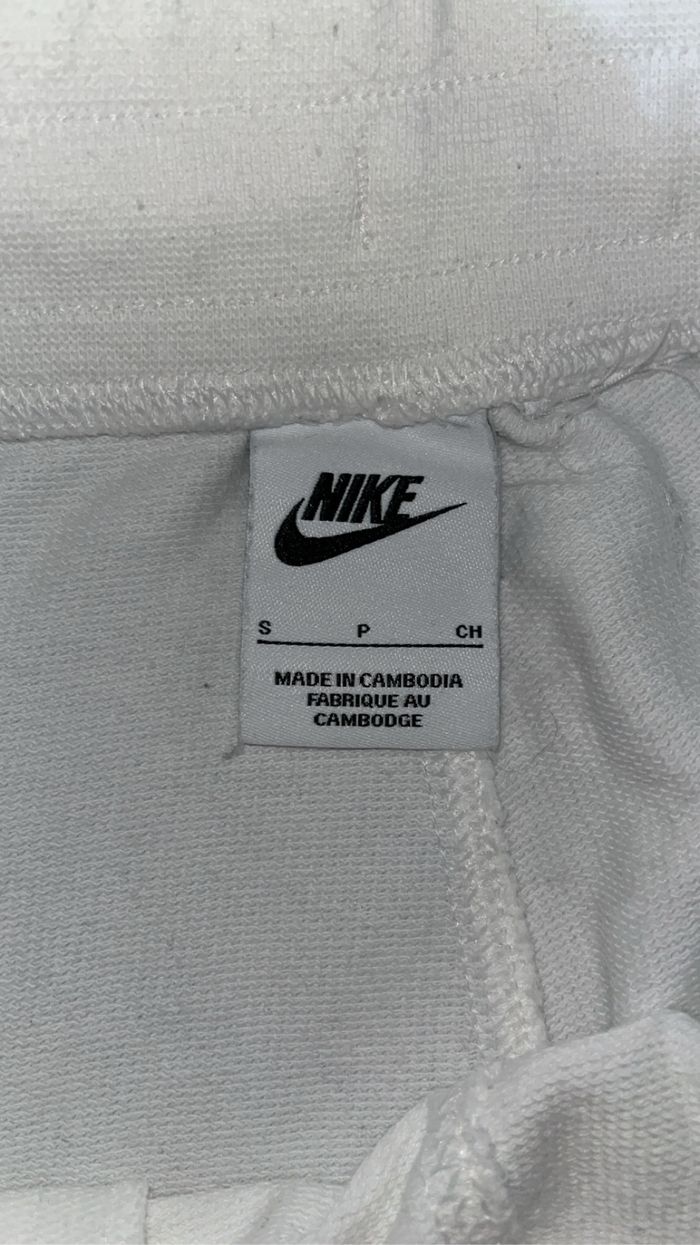 NIKE
S P CH
MADE IN CAMBODIA
FABRIQUE AU
CAMBODGE